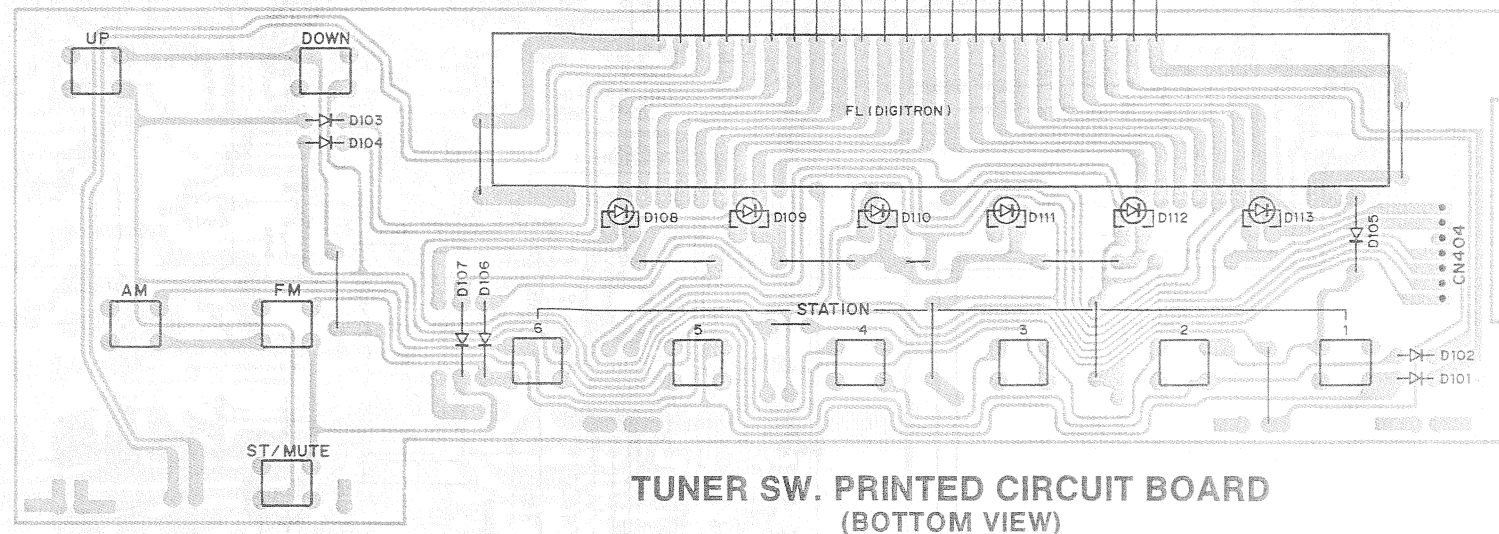 UP
DOWN
FL (DIGITRON)
D103
D104
D108
D109
D110
D111
D112
D113
D105
CN404
D107
D106
AM
FM
STATION
6
5
4
3
2
1
D102
D101
ST/MUTE
TUNER SW. PRINTED CIRCUIT BOARD
(BOTTOM VIEW)